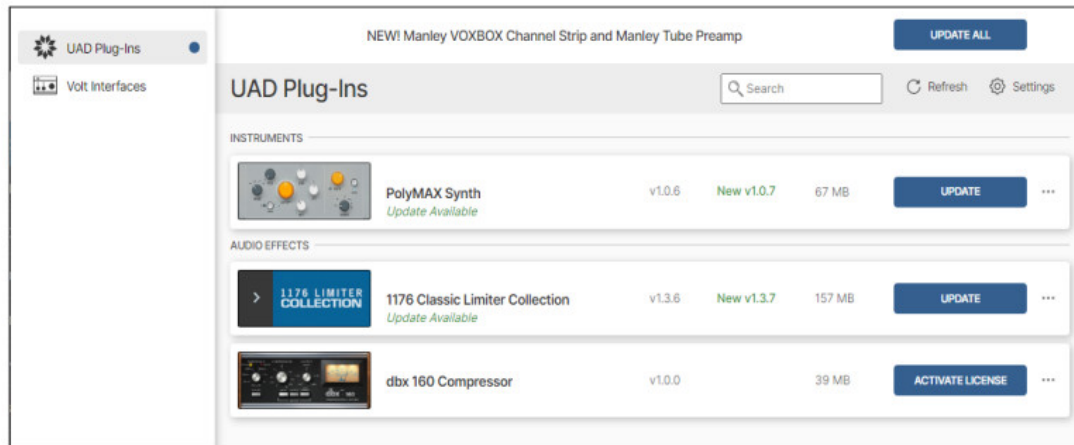 NEW! Manley VOXBOX Channel Strip and Manley Tube Preamp
UPDATE ALL
UAD Plug-Ins
Volt Interfaces
UAD Plug-Ins
Search
Refresh
Settings
INSTRUMENTS
PolyMAX Synth
v1.0.6
New v1.0.7
67 MB
UPDATE
Update Available
AUDIO EFFECTS
1176 LIMITER
COLLECTION
1176 Classic Limiter Collection
v1.3.6
New v1.3.7
157 MB
UPDATE
Update Available
dbx 160
dbx 160 Compressor
v1.0.0
39 MB
ACTIVATE LICENSE